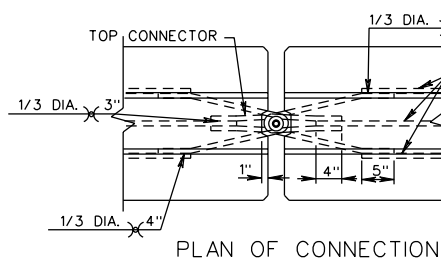 1/3 DIA.
TOP CONNECTOR
1/3 DIA. 3"
1" 4" 5"
1/3 DIA. 4"
PLAN OF CONNECTION